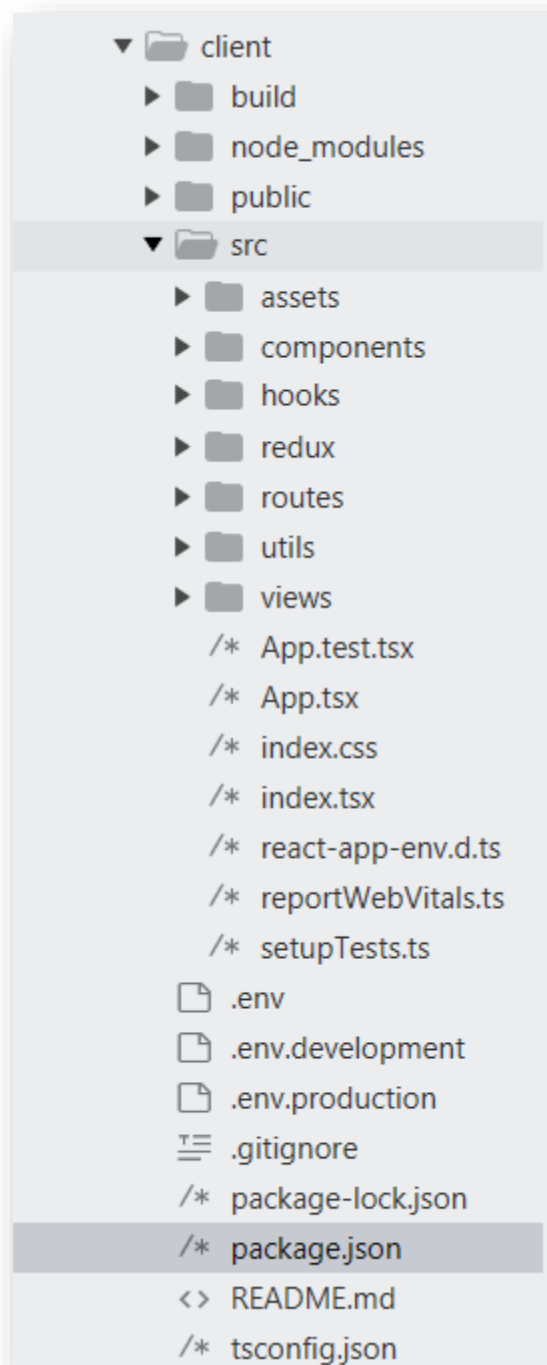 client
build
node_modules
public
src
assets
components
hooks
redux
routes
utils
views
/* App.test.tsx
/* App.tsx
/* index.css
/* index.tsx
/* react-app-env.d.ts
/* reportWebVitals.ts
/* setupTests.ts
.env
.env.development
.env.production
.gitignore
/* package-lock.json
/* package.json
<> README.md
/* tsconfig.json